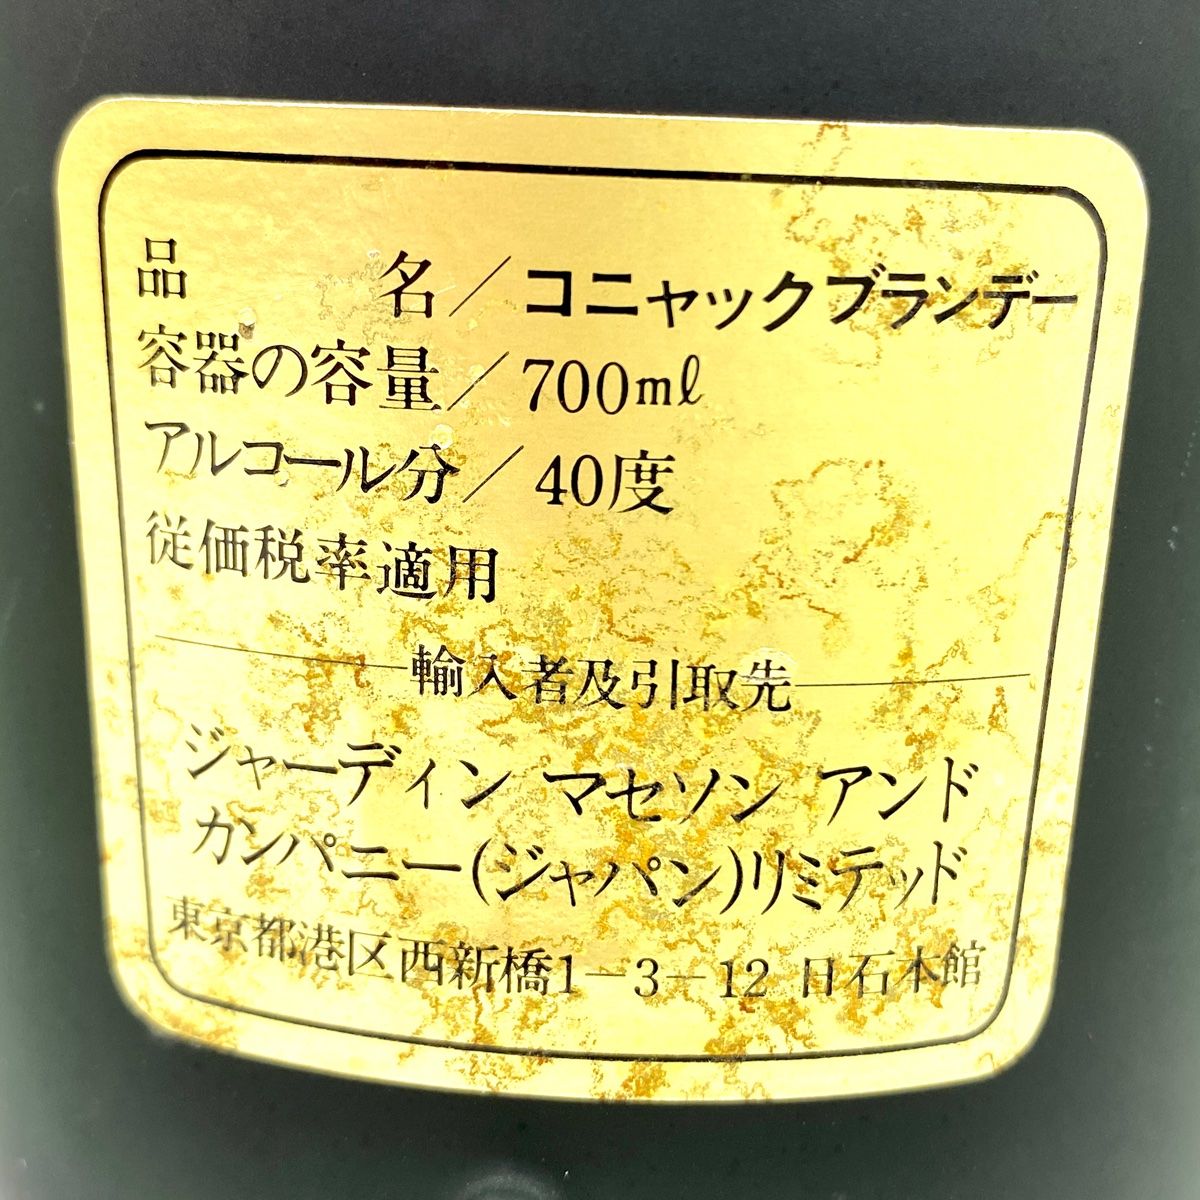 品　　　名／コニャックブランデー
容器の容量／700mℓ
アルコール分／40度
従価税率適用
輸入者及引取先
ジャーディン マセソン アンド
カンパニー(ジャパン)リミテッド
東京都港区西新橋1−3−12 日石本館